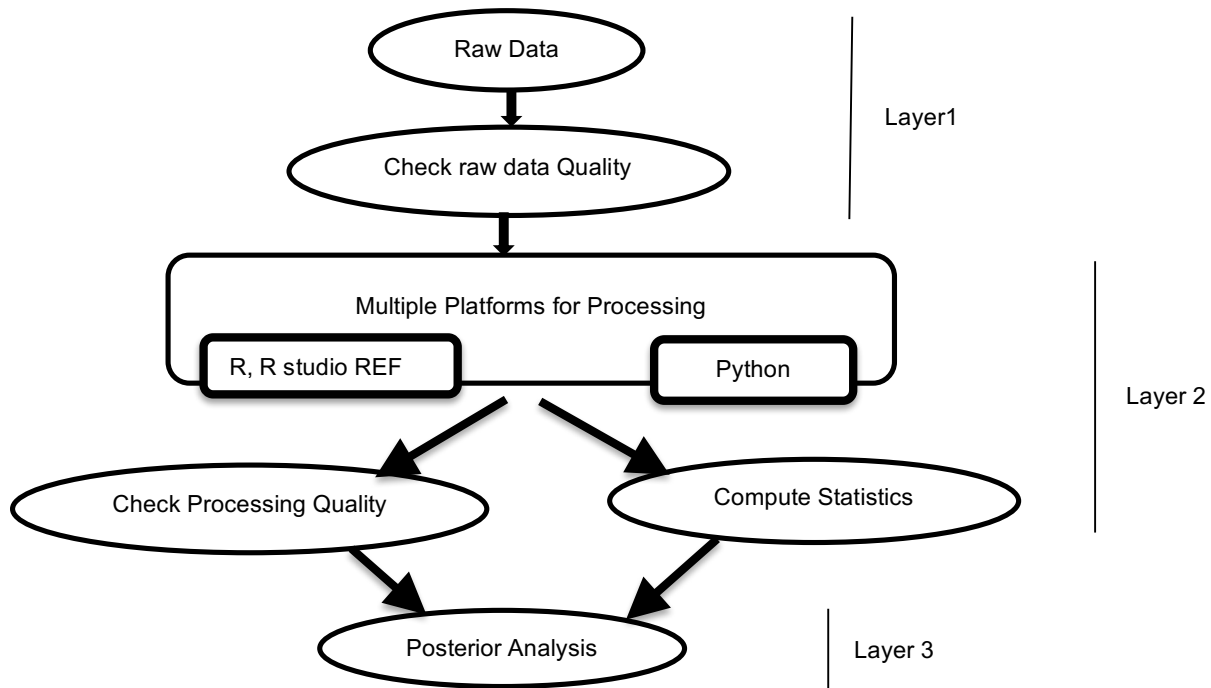 Raw Data
Layer1
Check raw data Quality
Multiple Platforms for Processing
R, R studio REF
Python
Layer 2
Check Processing Quality
Compute Statistics
Posterior Analysis
Layer 3